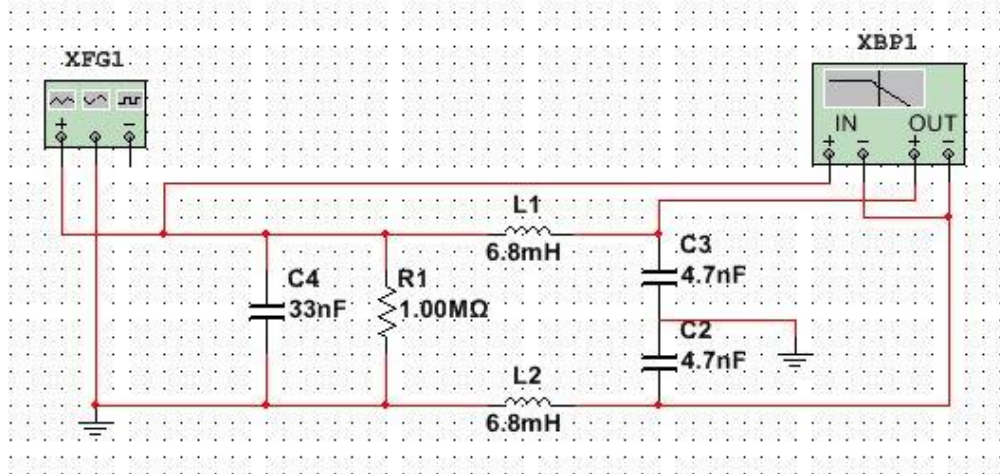 XFG1
XBP1
+
−
IN
OUT
+
−
+
−
L1
6.8mH
C3
4.7nF
C4
33nF
R1
1.00MΩ
C2
4.7nF
L2
6.8mH